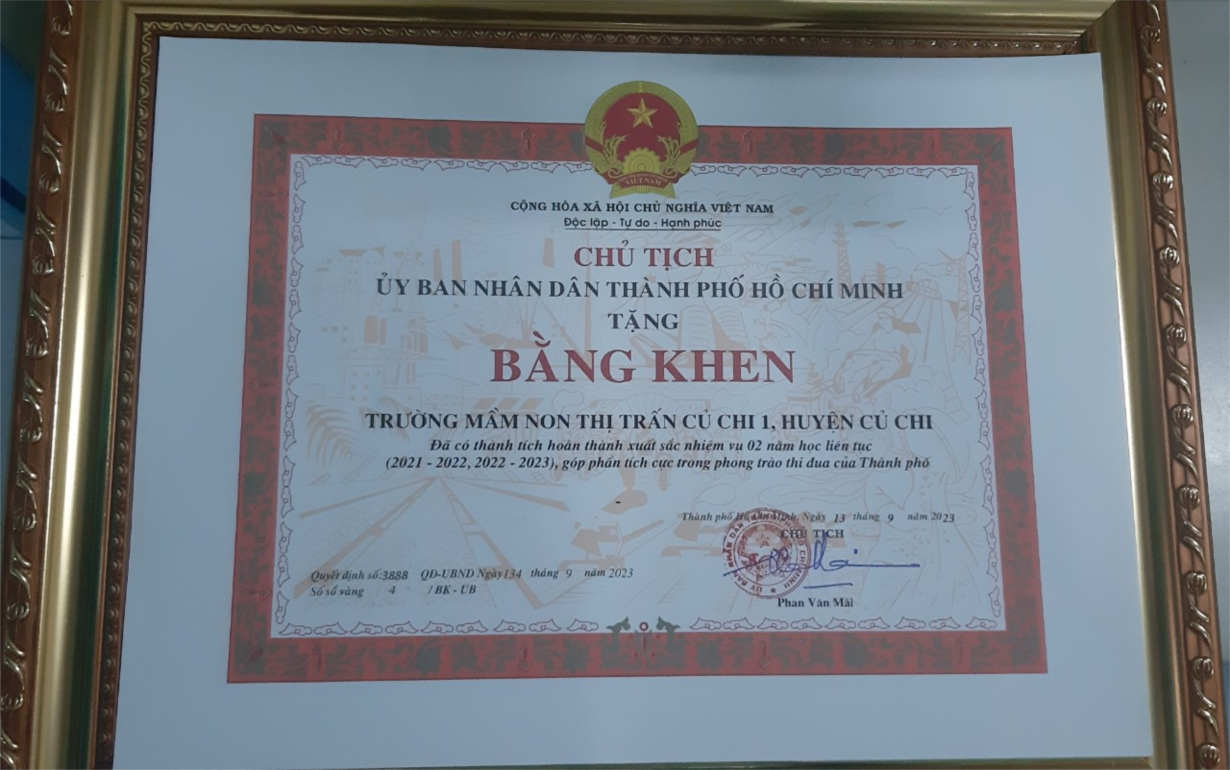 VIỆT NAM
CỘNG HÒA XÃ HỘI CHỦ NGHĨA VIỆT NAM
Độc lập - Tự do - Hạnh phúc
CHỦ TỊCH
ỦY BAN NHÂN DÂN THÀNH PHỐ HỒ CHÍ MINH
TẶNG
BẰNG KHEN
TRƯỜNG MẦM NON THỊ TRẤN CỦ CHI 1, HUYỆN CỦ CHI
Đã có thành tích hoàn thành xuất sắc nhiệm vụ 02 năm học liên tục
(2021 - 2022, 2022 - 2023), góp phần tích cực trong phong trào thi đua của Thành phố
-
Thành phố Hồ Chí Minh, Ngày 13 tháng 9 năm 2023
CHỦ TỊCH
Phan Văn Mãi
Quyết định số:3888 QĐ-UBND Ngày134 tháng 9 năm 2023
Số sổ vàng 4 / BK - UB